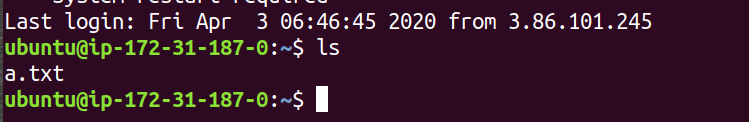 system restart required
Last login: Fri Apr  3 06:46:45 2020 from 3.86.101.245
ubuntu@ip-172-31-187-0:~$ ls
a.txt
ubuntu@ip-172-31-187-0:~$